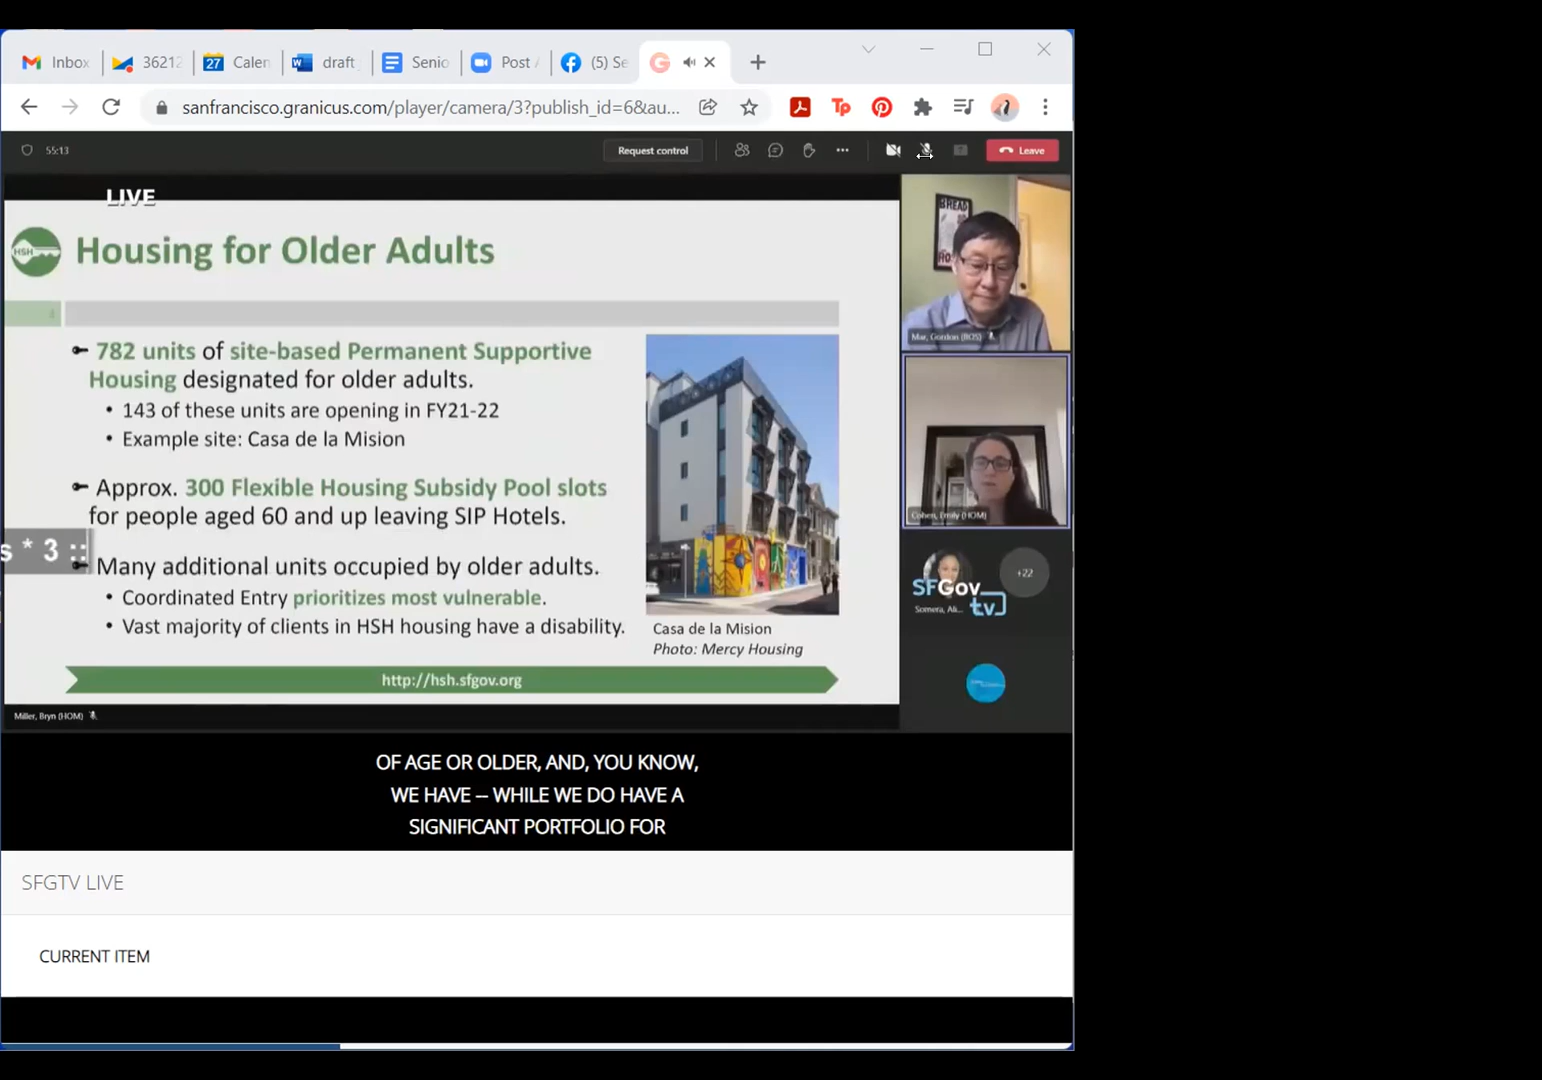 Inbox
36212
27 Calen
draft
Senio
Post A
(5) Se
sanfrancisco.granicus.com/player/camera/3?publish_id=6&au...
55:13
Request control
Leave
LIVE
HSH
Housing for Older Adults
782 units of site-based Permanent Supportive
Housing designated for older adults.
• 143 of these units are opening in FY21-22
• Example site: Casa de la Mision
Approx. 300 Flexible Housing Subsidy Pool slots
for people aged 60 and up leaving SIP Hotels.
s * 3 ::
Many additional units occupied by older adults.
• Coordinated Entry prioritizes most vulnerable.
• Vast majority of clients in HSH housing have a disability.
Casa de la Mision
Photo: Mercy Housing
http://hsh.sfgov.org
Miller, Bryn (HOM)
BREAD
Mar, Gordon (BOS)
Cohen, Emily (HOM)
+22
SFGov
tv
Somera, Ali...
OF AGE OR OLDER, AND, YOU KNOW,
WE HAVE -- WHILE WE DO HAVE A
SIGNIFICANT PORTFOLIO FOR
SFGTV LIVE
CURRENT ITEM